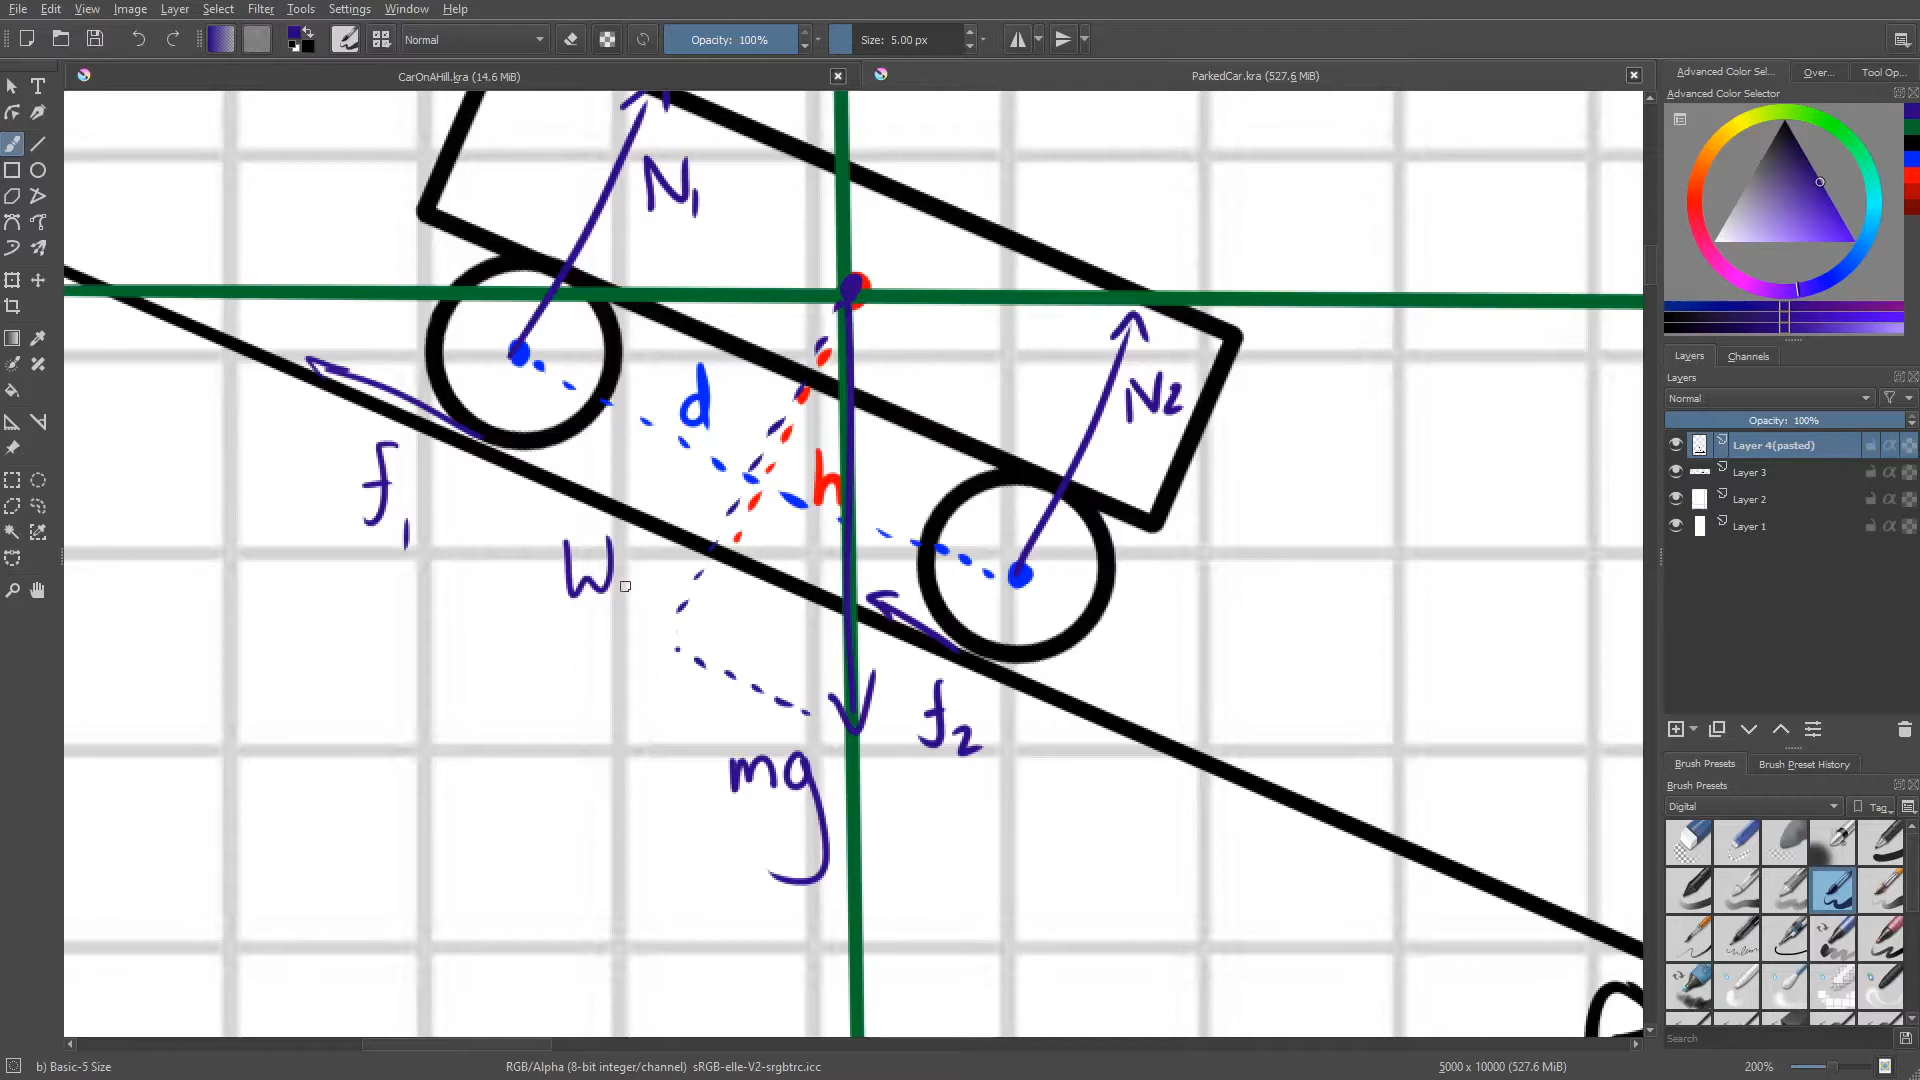 File Edit View Image Layer Select Filter Tools Settings Window Help
Normal
Opacity: 100%
Size: 5.00 px
CarOnAHill.kra (14.6 MiB)
ParkedCar.kra (527.6 MiB)
Advanced Color Sel...
Over...
Tool Op...
Advanced Color Selector
Layers
Channels
Layers
Normal
Opacity: 100%
Layer 4(pasted)
Layer 3
Layer 2
Layer 1
Brush Presets
Brush Preset History
Brush Presets
Digital
Tag
Search
N1
N2
d
h
f1
W
f2
mg
b) Basic-5 Size
RGB/Alpha (8-bit integer/channel) sRGB-elle-V2-srgbtrc.icc
5000 x 10000 (527.6 MiB)
200%